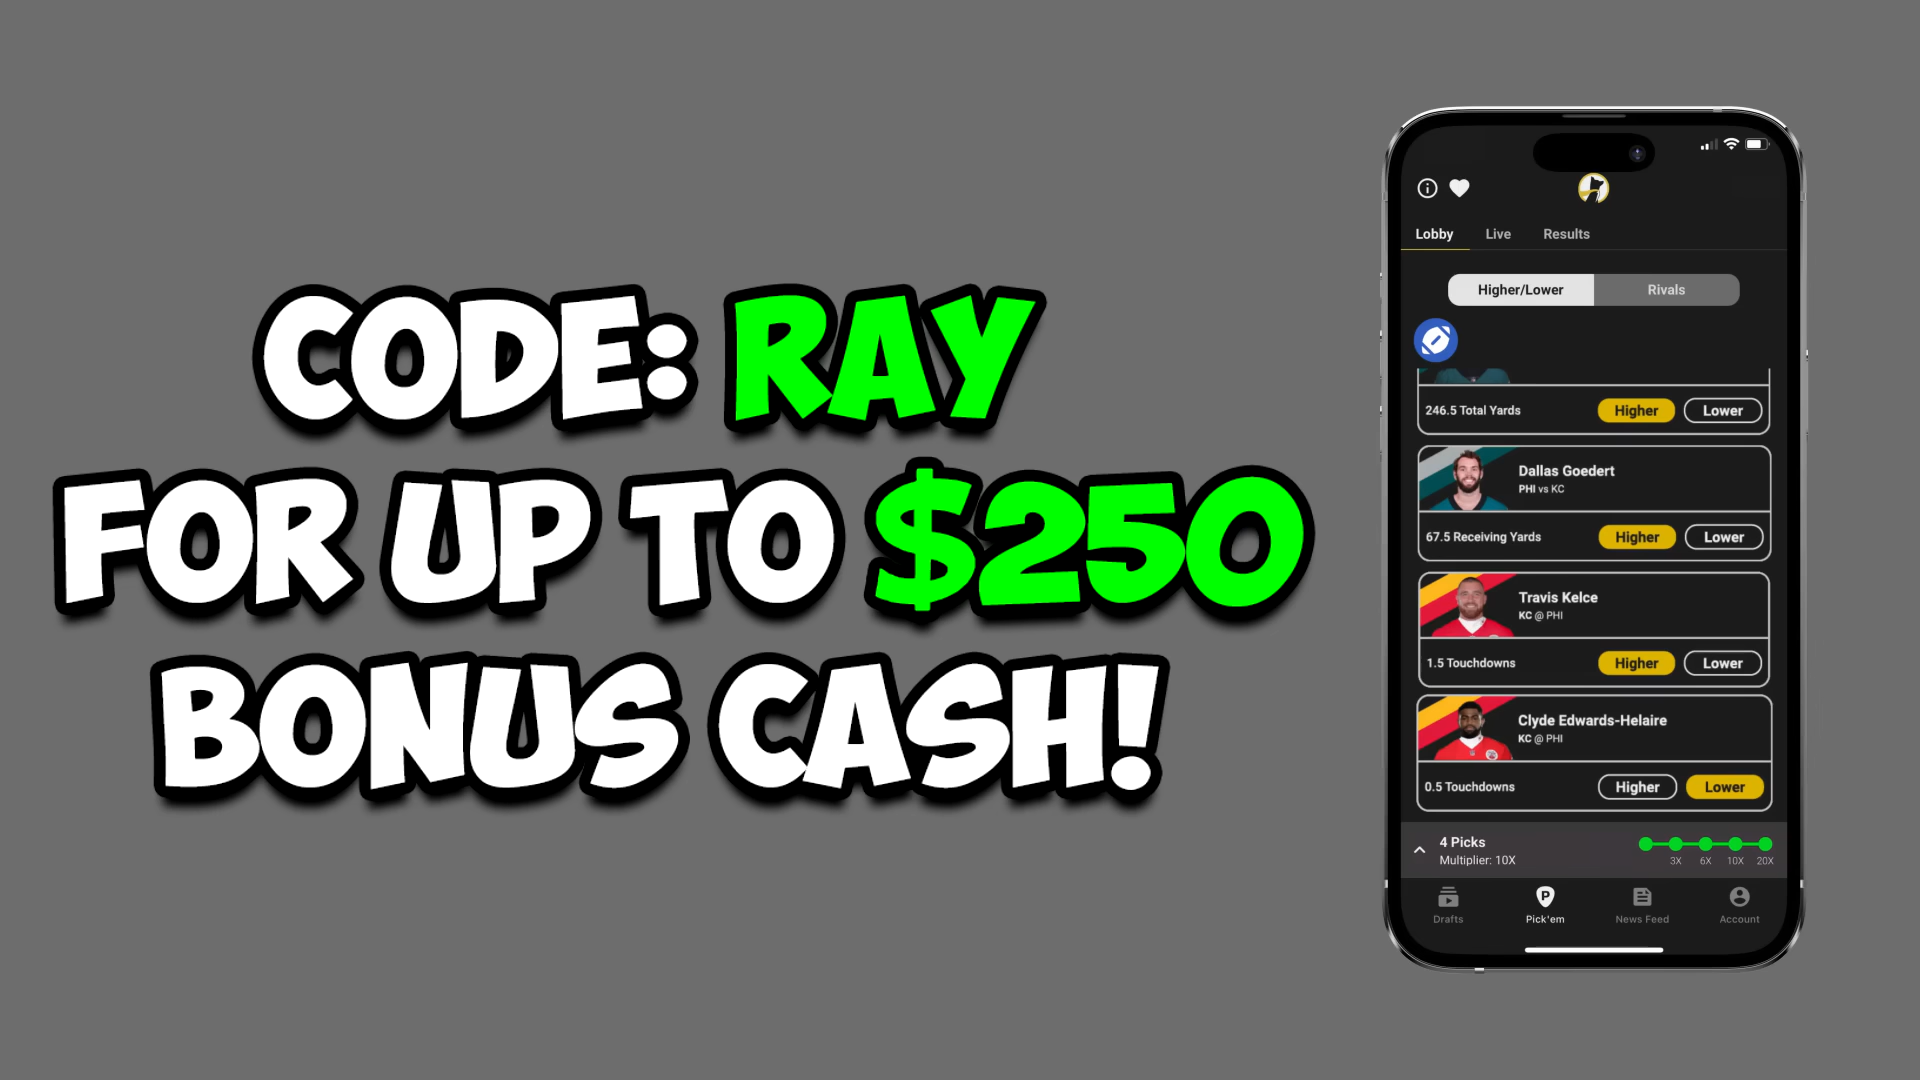 CODE: RAY
FOR UP TO $250
BONUS CASH!
Lobby Live Results
Higher/Lower Rivals
246.5 Total Yards Higher Lower
Dallas Goedert
PHI vs KC
67.5 Receiving Yards Higher Lower
Travis Kelce
KC @ PHI
1.5 Touchdowns Higher Lower
Clyde Edwards-Helaire
KC @ PHI
0.5 Touchdowns Higher Lower
4 Picks
Multiplier: 10X
3X 6X 10X 20X
P
Drafts Pick'em News Feed Account